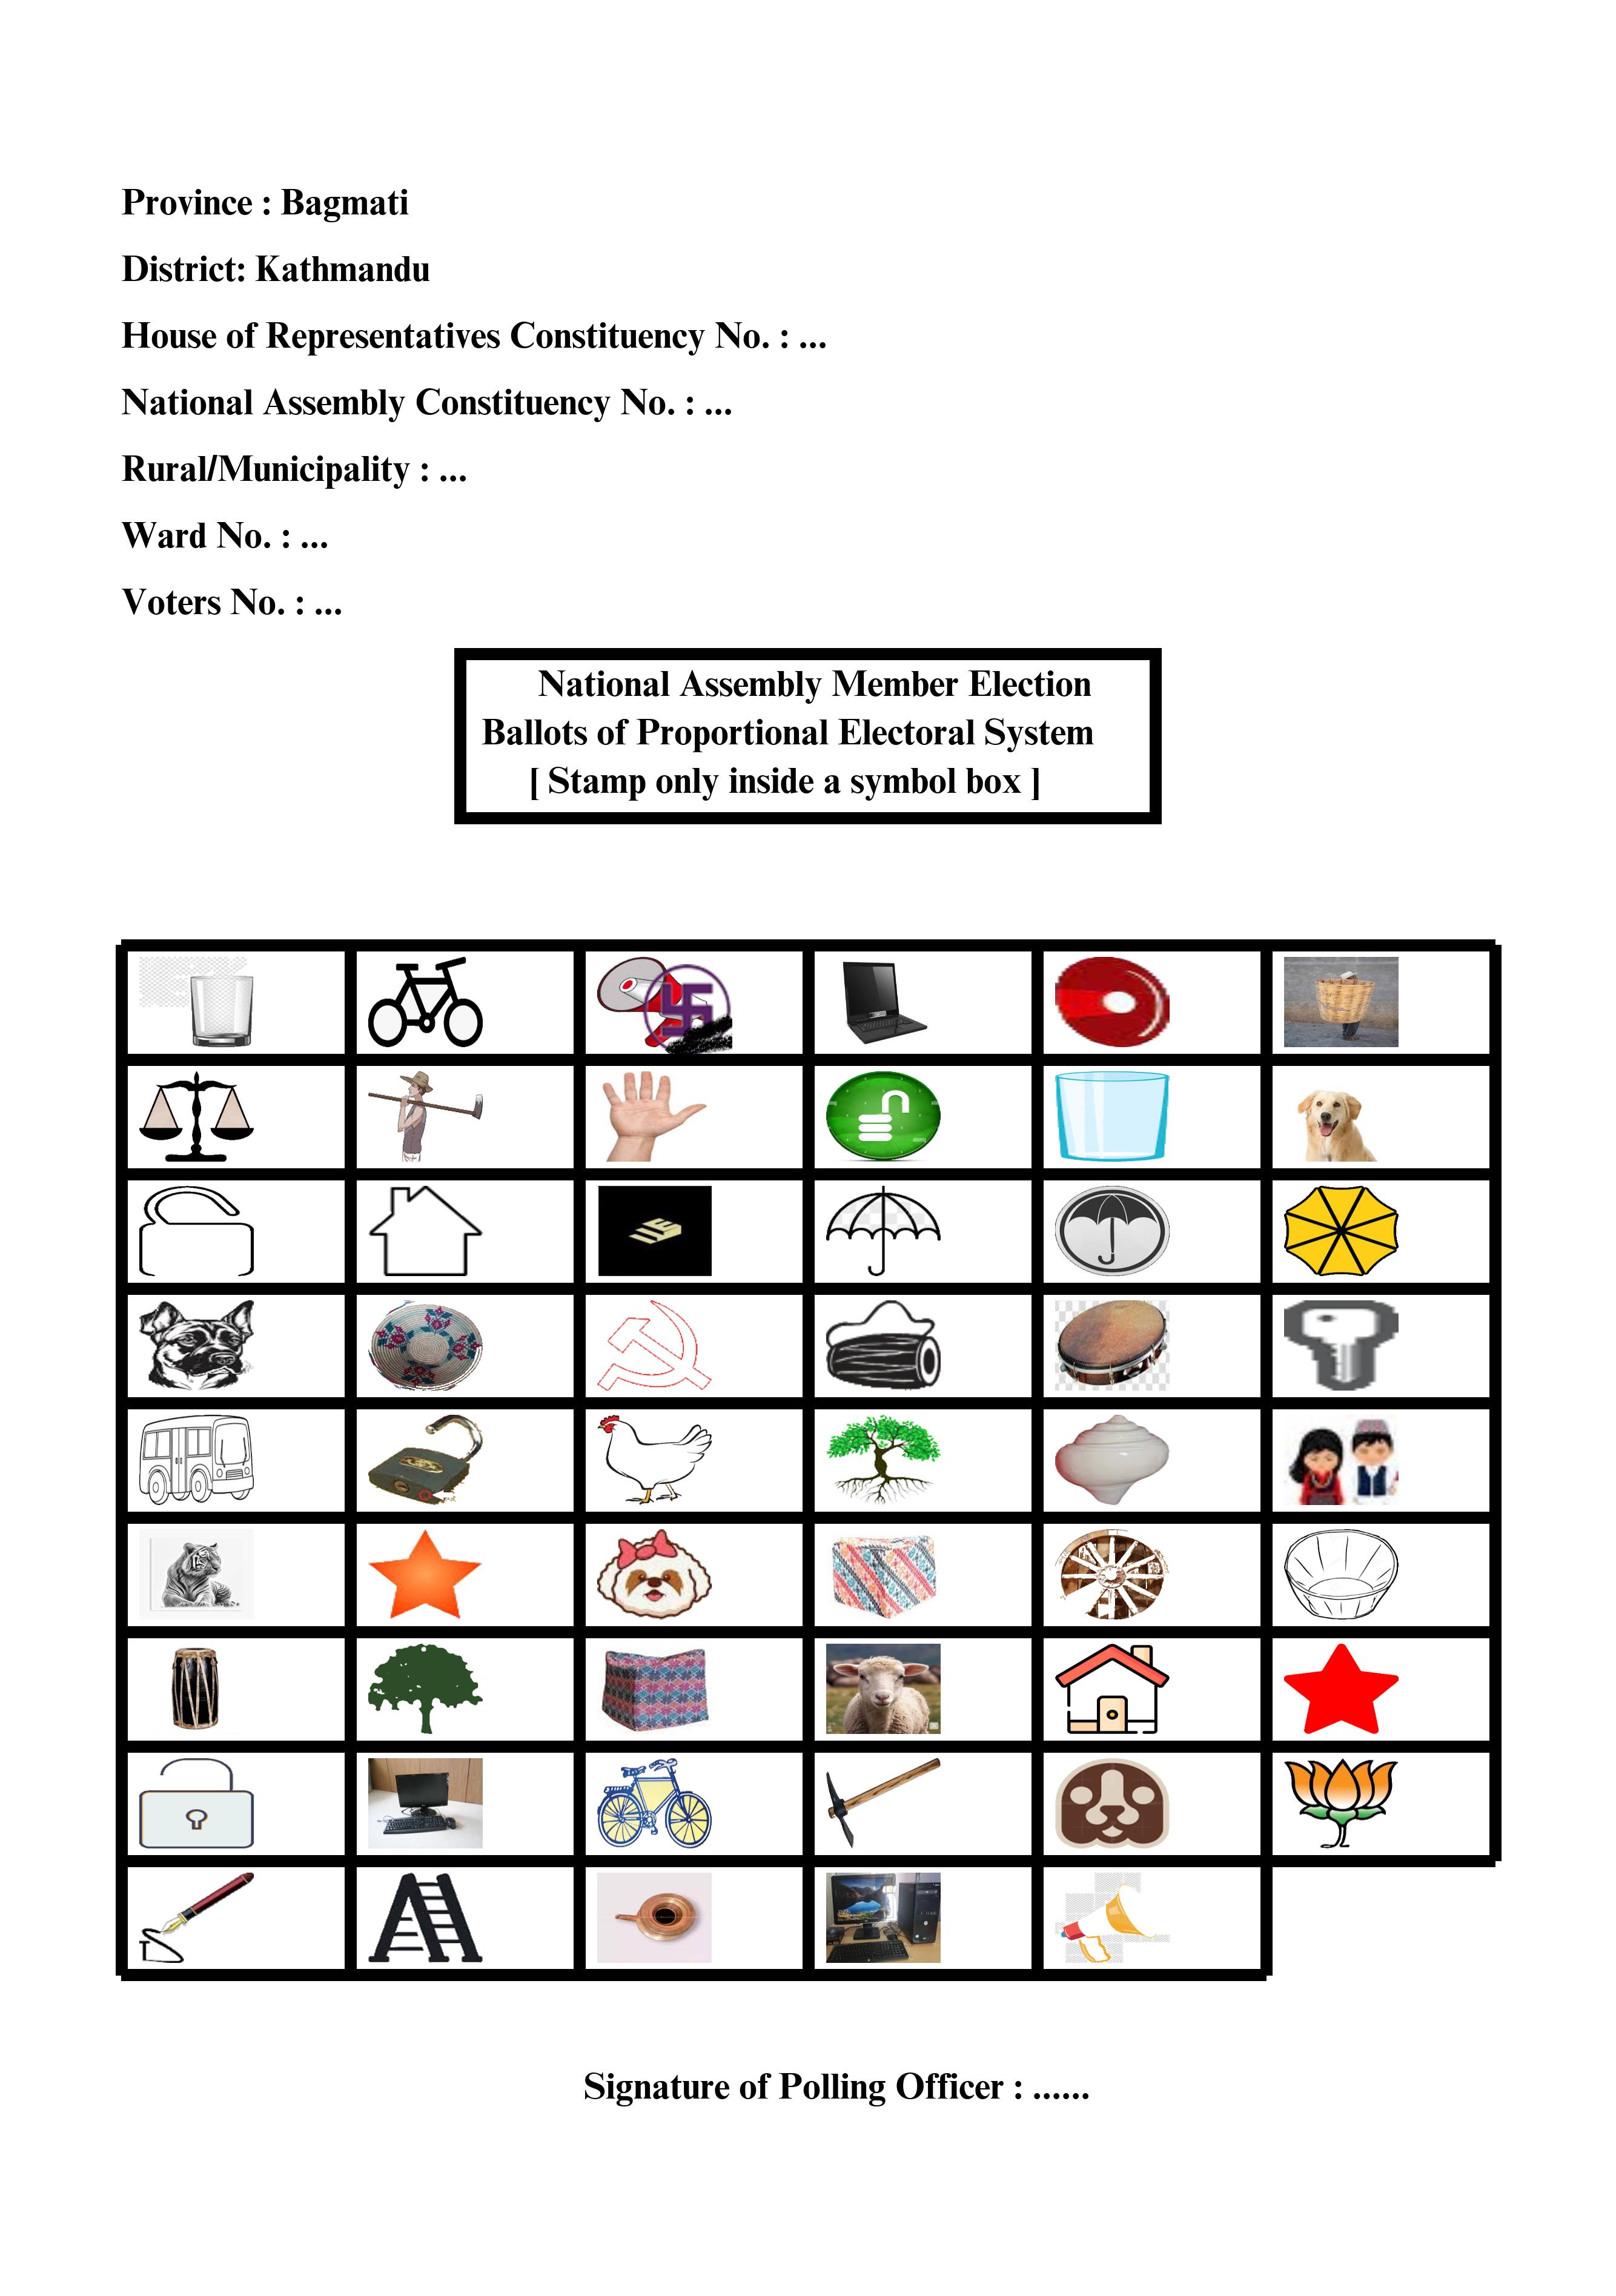 Province : Bagmati
District: Kathmandu
House of Representatives Constituency No. : ...
National Assembly Constituency No. : ...
Rural/Municipality : ...
Ward No. : ...
Voters No. : ...
National Assembly Member Election
Ballots of Proportional Electoral System
[ Stamp only inside a symbol box ]
Signature of Polling Officer : ......